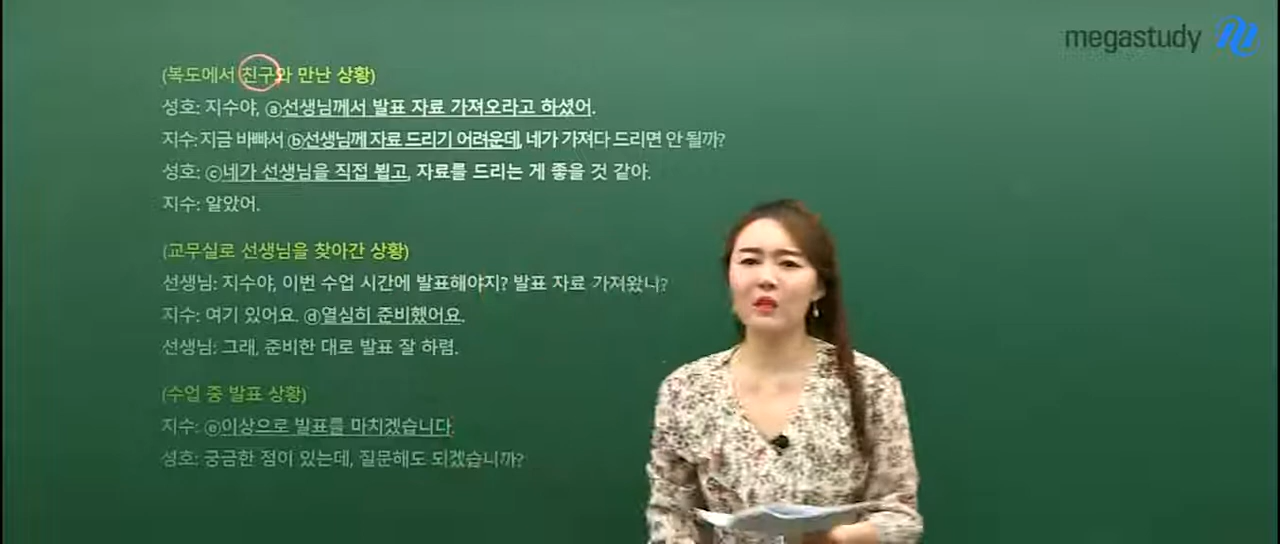 megastudy
(복도에서 친구와 만난 상황)
성호: 지수야, ⓐ선생님께서 발표 자료 가져오라고 하셨어.
지수: 지금 바빠서 ⓑ선생님께 자료 드리기 어려운데, 네가 가져다 드리면 안 될까?
성호: ⓒ네가 선생님을 직접 뵙고, 자료를 드리는 게 좋을 것 같아.
지수: 알았어.
(교무실로 선생님을 찾아간 상황)
선생님: 지수야, 이번 수업 시간에 발표해야지? 발표 자료 가져왔니?
지수: 여기 있어요. ⓓ열심히 준비했어요.
선생님: 그래, 준비한 대로 발표 잘 하렴.
(수업 중 발표 상황)
지수: ⓔ이상으로 발표를 마치겠습니다.
성호: 궁금한 점이 있는데, 질문해도 되겠습니까?